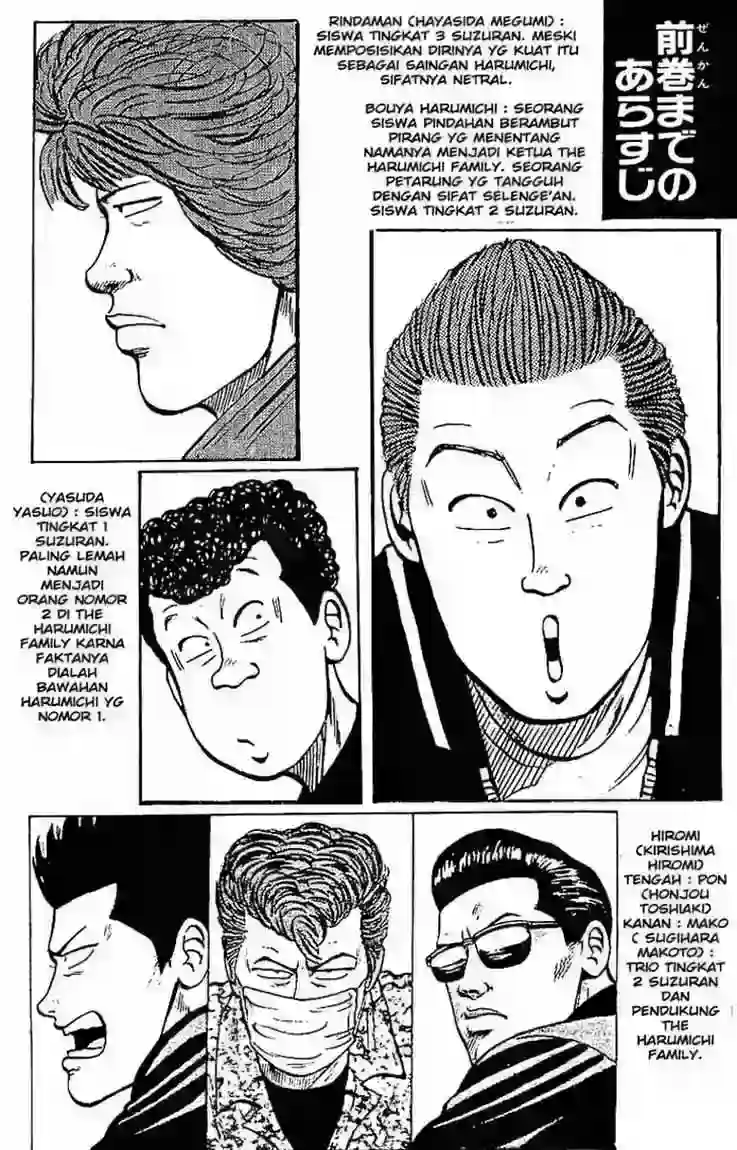 前巻までの
ぜんかん
あらすじ
RINDAMAN (HAYASIDA MEGUMI) :
SISWA TINGKAT 3 SUZURAN. MESKI
MEMPOSISIKAN DIRINYA YG KUAT ITU
SEBAGAI SAINGAN HARUMICHI,
SIFATNYA NETRAL.
BOUYA HARUMICHI : SEORANG
SISWA PINDAHAN BERAMBUT
PIRANG YG MENENTANG
NAMANYA MENJADI KETUA THE
HARUMICHI FAMILY. SEORANG
PETARUNG YG TANGGUH
DENGAN SIFAT SELENGE'AN.
SISWA TINGKAT 2 SUZURAN.
(YASUDA
YASUO) : SISWA
TINGKAT 1
SUZURAN.
PALING LEMAH
NAMUN
MENJADI
ORANG NOMOR
2 DI THE
HARUMICHI
FAMILY KARNA
FAKTANYA
DIALAH
BAWAHAN
HARUMICHI YG
NOMOR 1.
HIROMI
(KIRISHIMA
HIROMI)
TENGAH : PON
(HONJOU
TOSHIAKI)
KANAN : MAKO
( SUGIHARA
MAKOTO) :
TRIO TINGKAT
2 SUZURAN
DAN
PENDUKUNG
THE
HARUMICHI
FAMILY.